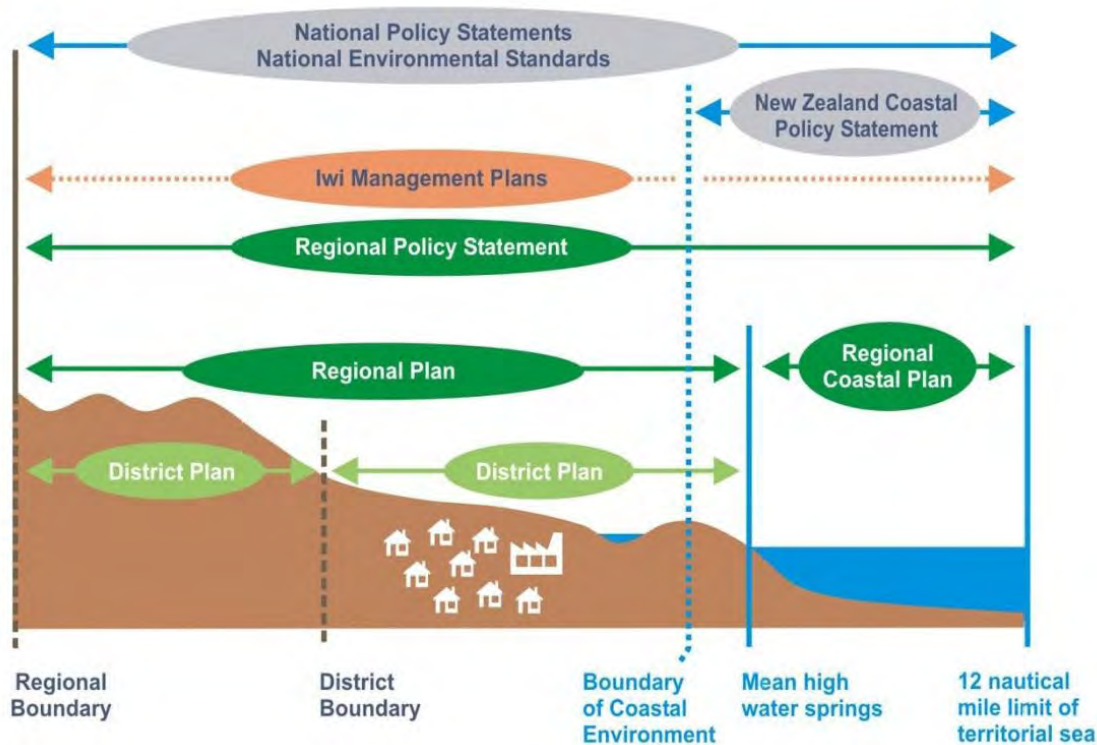 National Policy Statements
National Environmental Standards
New Zealand Coastal
Policy Statement
Iwi Management Plans
Regional Policy Statement
Regional Plan
Regional
Coastal Plan
District Plan
District Plan
Regional
Boundary
District
Boundary
Boundary
of Coastal
Environment
Mean high
water springs
12 nautical
mile limit of
territorial sea